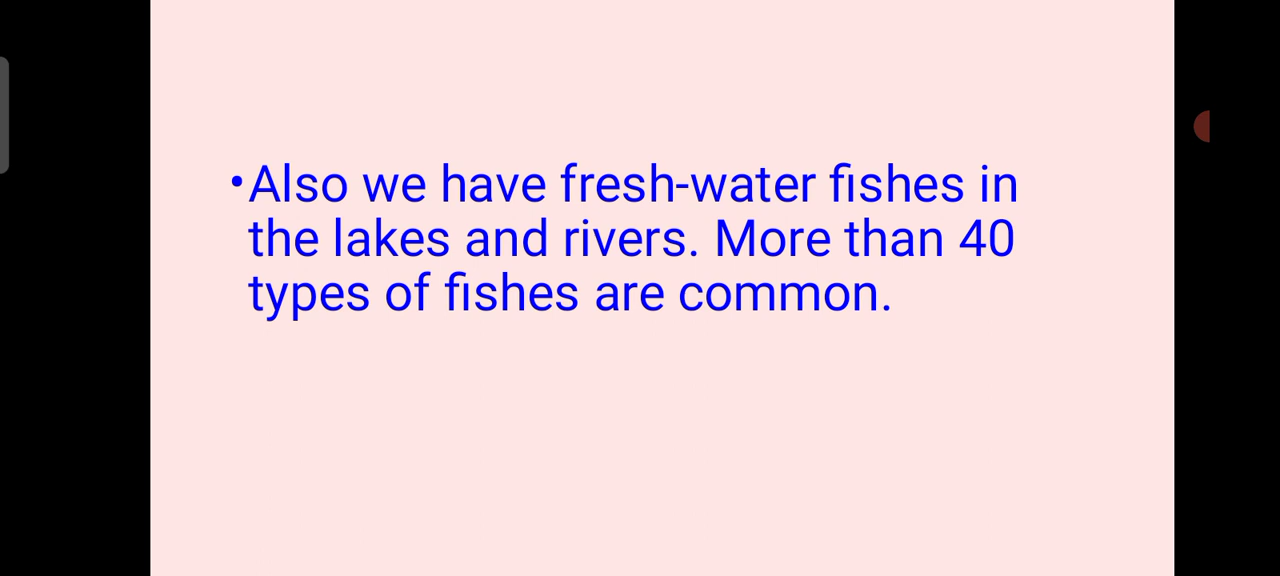 •Also we have fresh-water fishes in
the lakes and rivers. More than 40
types of fishes are common.